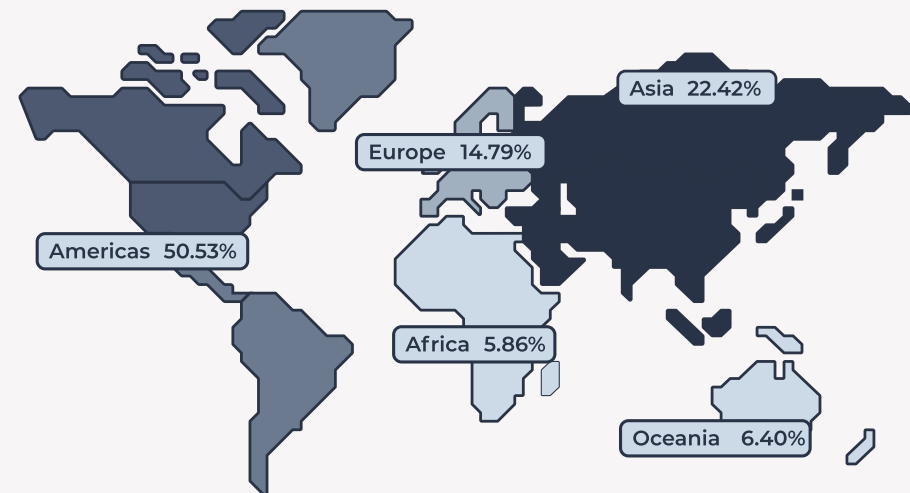 Asia 22.42%
Europe 14.79%
Americas 50.53%
Africa 5.86%
Oceania 6.40%